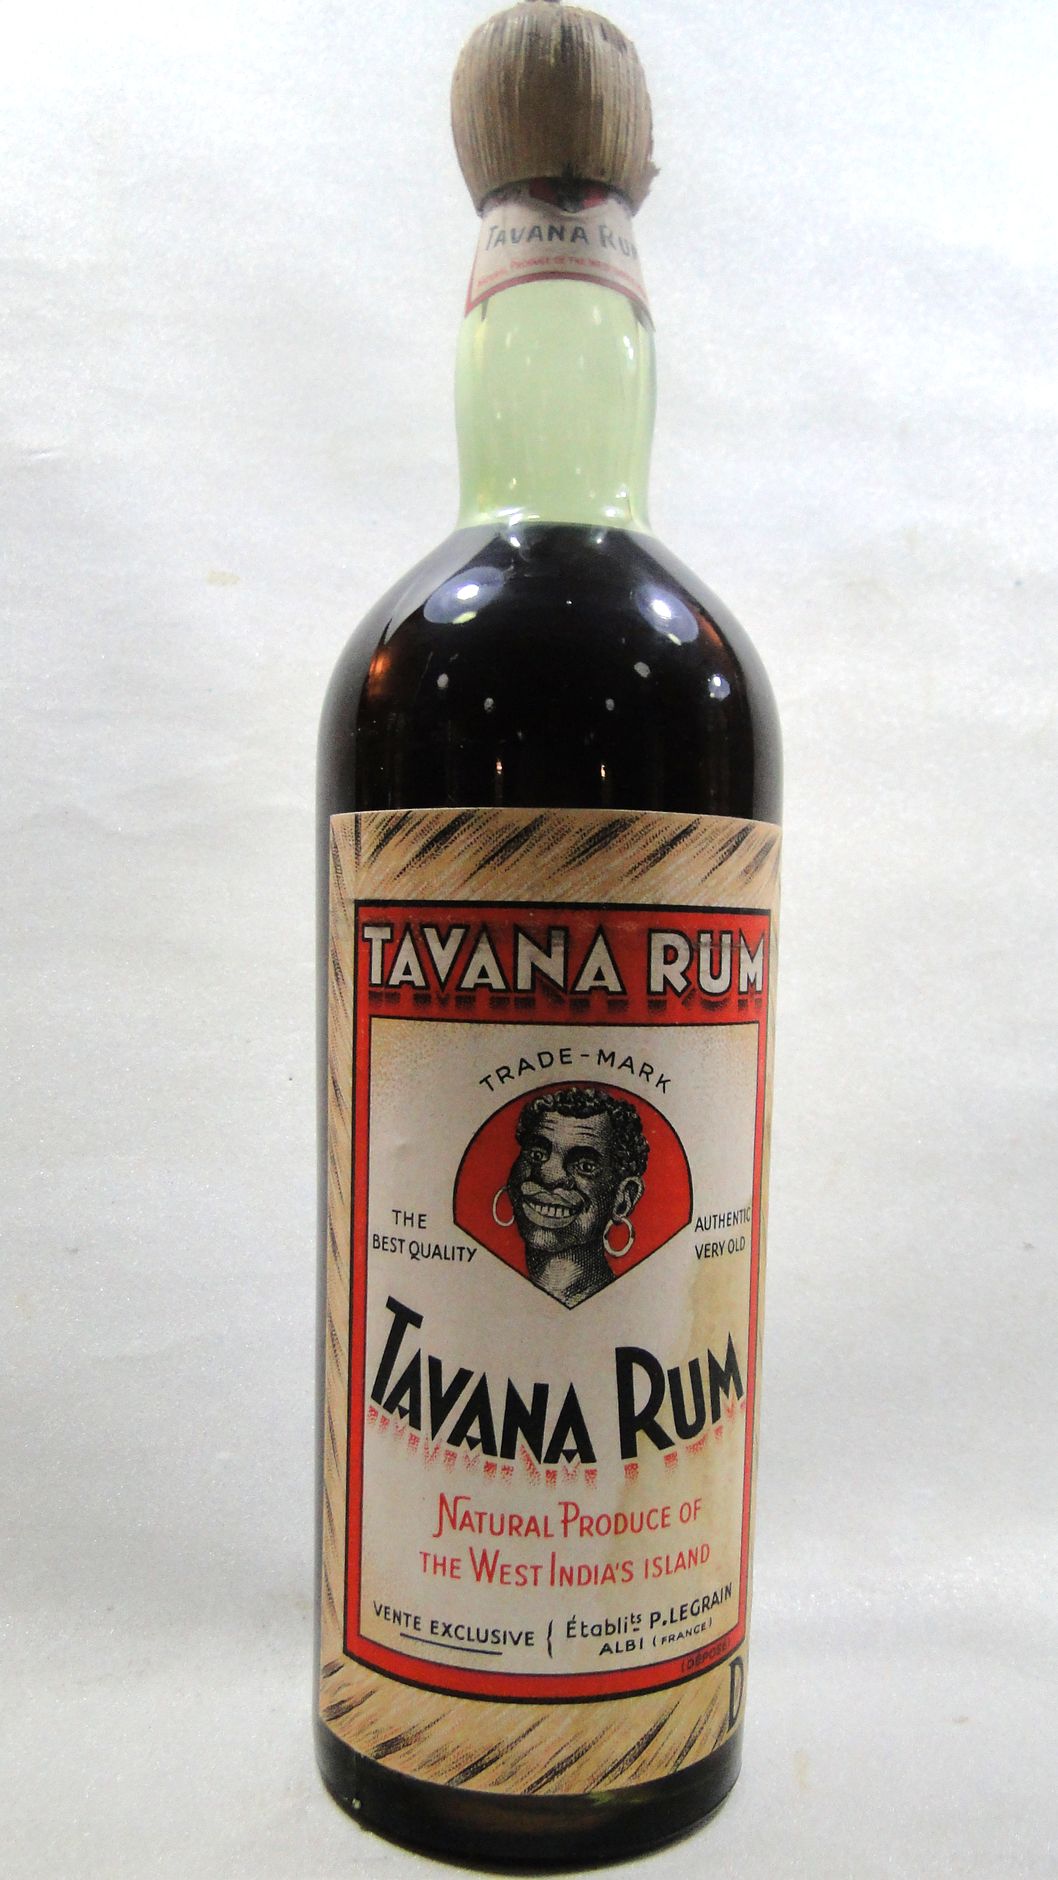 TAVANA RUM
TAVANA RUM
TRADE-MARK
THE
BEST QUALITY
AUTHENTIC
VERY OLD
TAVANA RUM
NATURAL PRODUCE OF
THE WEST INDIA'S ISLAND
VENTE EXCLUSIVE { Établits P. LEGRAIN
ALBI (FRANCE)
(DÉPOSÉ)
D